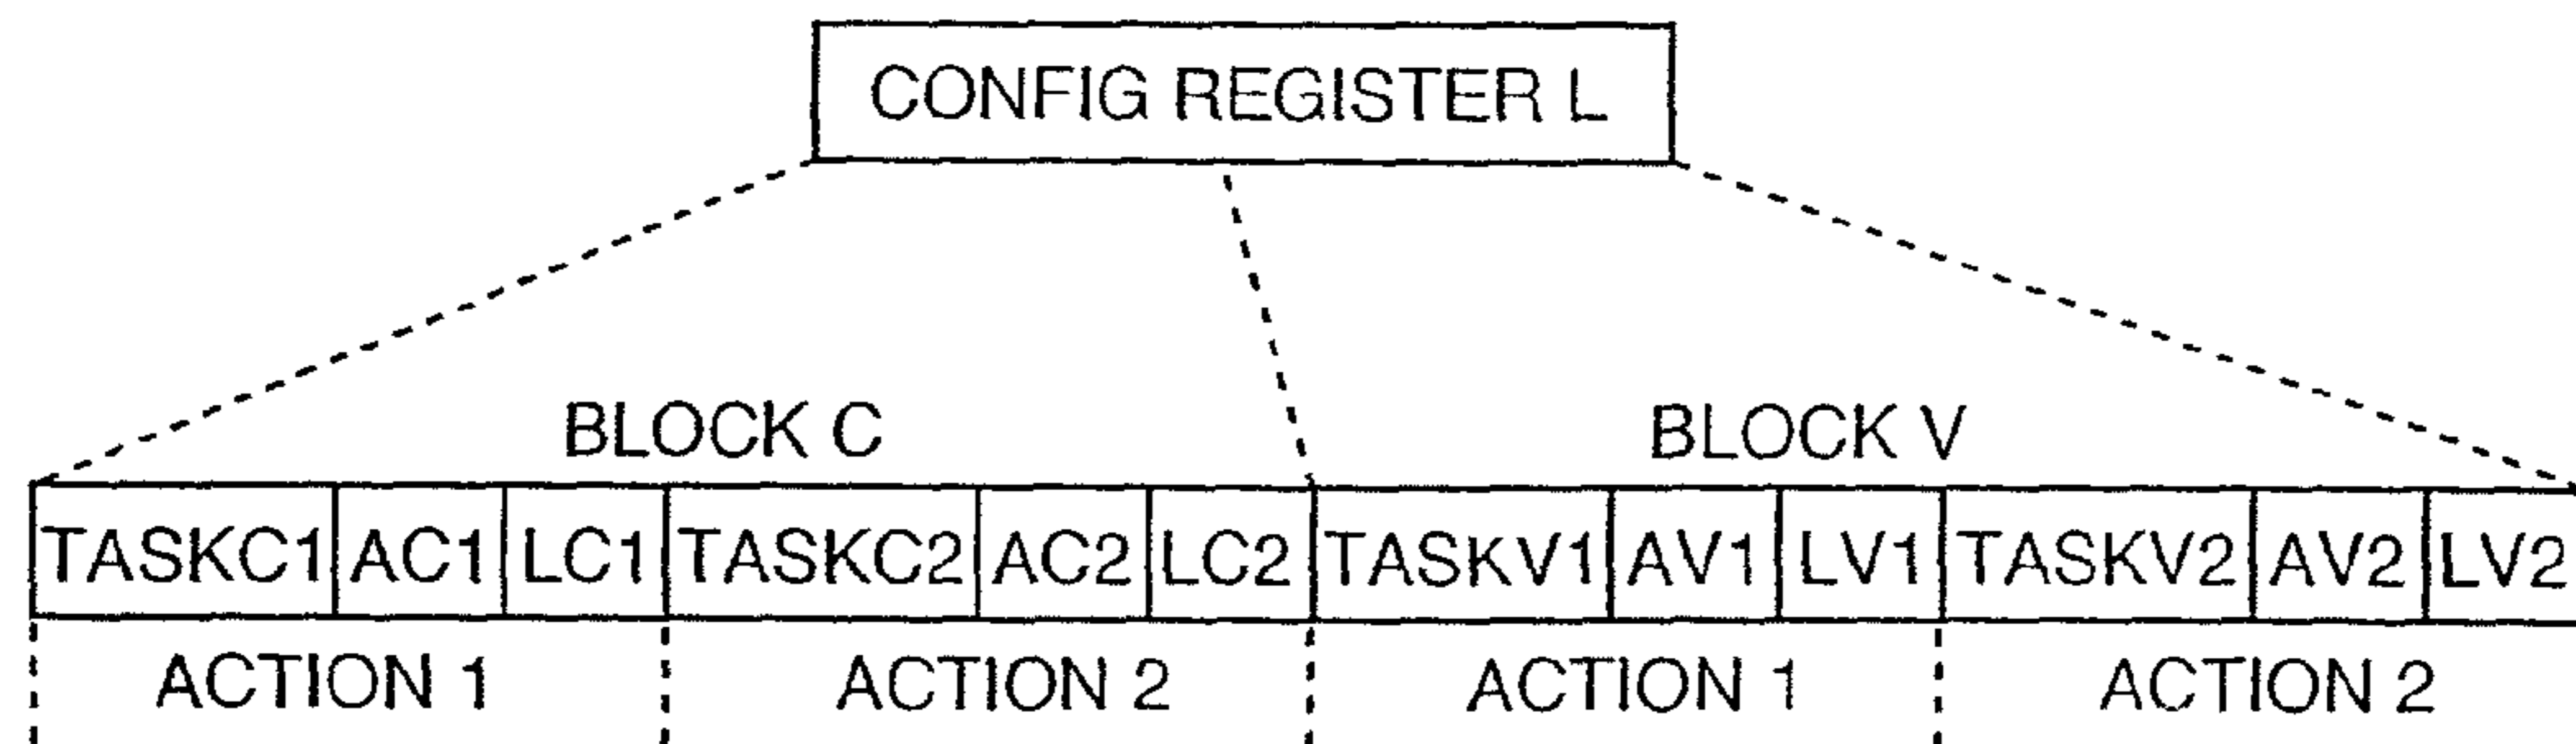 CONFIG REGISTER L
BLOCK C BLOCK V
TASKC1 AC1 LC1 TASKC2 AC2 LC2 TASKV1 AV1 LV1 TASKV2 AV2 LV2
ACTION 1 ACTION 2 ACTION 1 ACTION 2